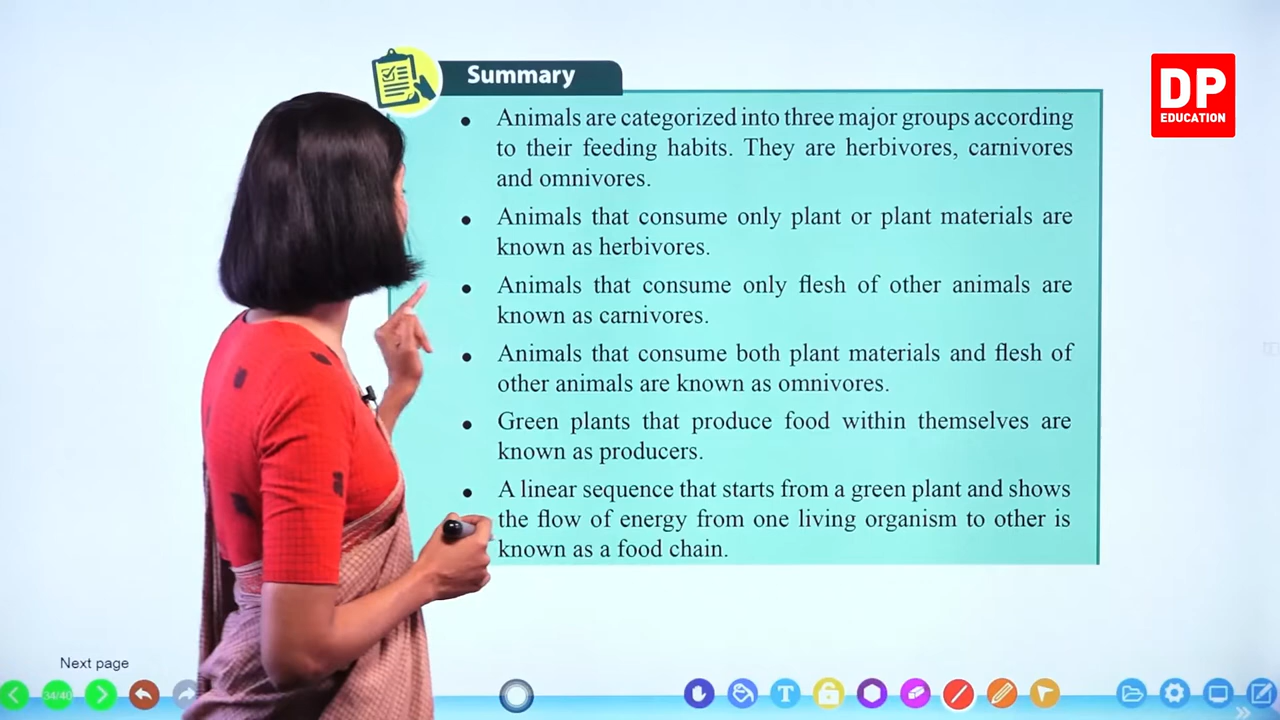 Summary
DP
EDUCATION
• Animals are categorized into three major groups according
to their feeding habits. They are herbivores, carnivores
and omnivores.
• Animals that consume only plant or plant materials are
known as herbivores.
• Animals that consume only flesh of other animals are
known as carnivores.
• Animals that consume both plant materials and flesh of
other animals are known as omnivores.
• Green plants that produce food within themselves are
known as producers.
• A linear sequence that starts from a green plant and shows
the flow of energy from one living organism to other is
known as a food chain.
Next page
34/40
T